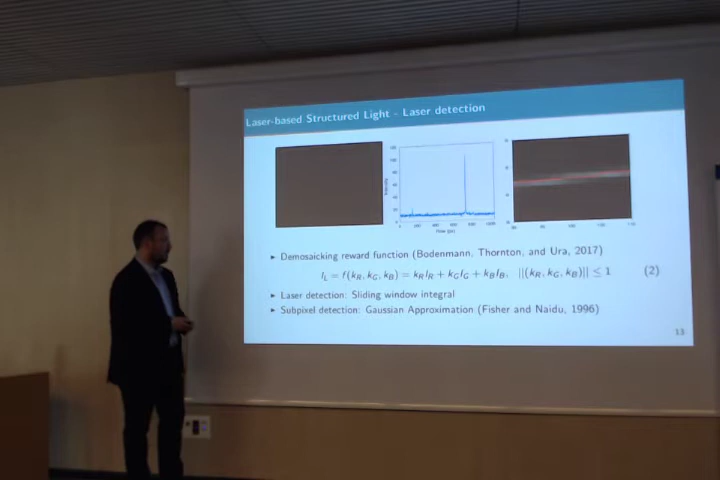 Laser-based Structured Light - Laser detection
► Demosaicking reward function (Bodenmann, Thornton, and Ura, 2017)
I_L = f(k_R, k_G, k_B) = k_R I_R + k_G I_G + k_B I_B, ||(k_R, k_G, k_B)|| ≤ 1 (2)
► Laser detection: Sliding window integral
► Subpixel detection: Gaussian Approximation (Fisher and Naidu, 1996)
13